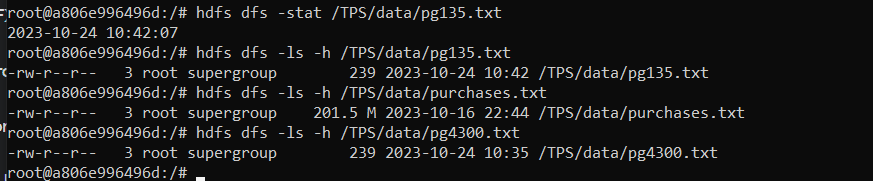 root@a806e996496d:/# hdfs dfs -stat /TPS/data/pg135.txt
2023-10-24 10:42:07
root@a806e996496d:/# hdfs dfs -ls -h /TPS/data/pg135.txt
-rw-r--r--   3 root supergroup        239 2023-10-24 10:42 /TPS/data/pg135.txt
root@a806e996496d:/# hdfs dfs -ls -h /TPS/data/purchases.txt
-rw-r--r--   3 root supergroup    201.5 M 2023-10-16 22:44 /TPS/data/purchases.txt
root@a806e996496d:/# hdfs dfs -ls -h /TPS/data/pg4300.txt
-rw-r--r--   3 root supergroup        239 2023-10-24 10:35 /TPS/data/pg4300.txt
root@a806e996496d:/#